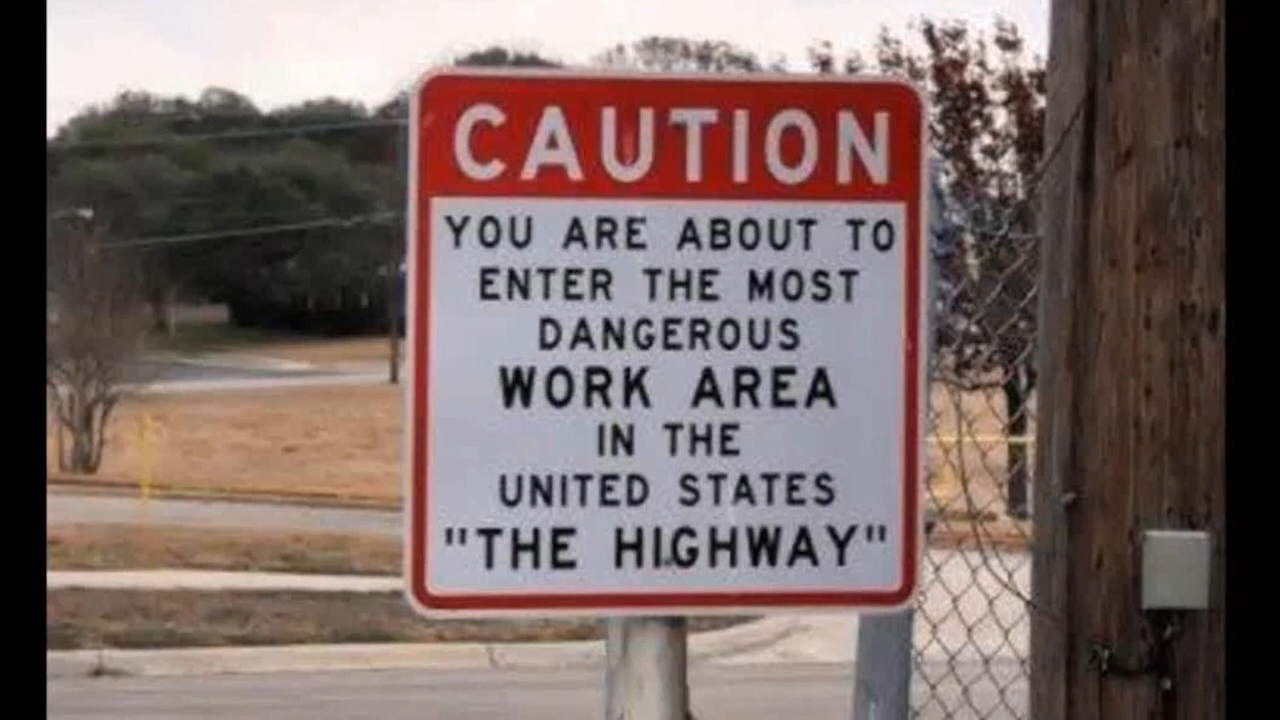 CAUTION
YOU ARE ABOUT TO
ENTER THE MOST
DANGEROUS
WORK AREA
IN THE
UNITED STATES
"THE HIGHWAY"